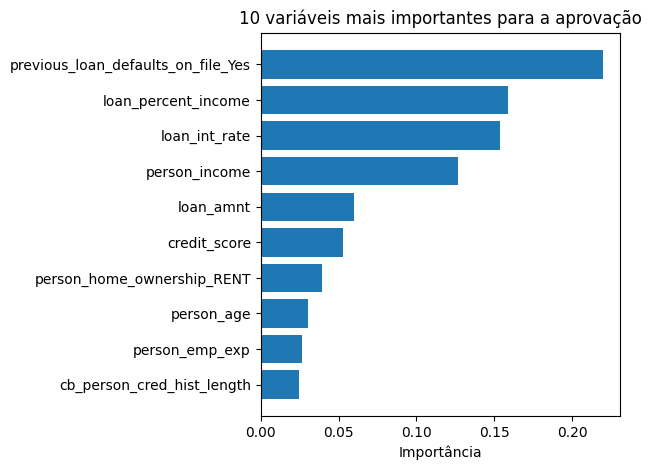 10 variáveis mais importantes para a aprovação
previous_loan_defaults_on_file_Yes
loan_percent_income
loan_int_rate
person_income
loan_amnt
credit_score
person_home_ownership_RENT
person_age
person_emp_exp
cb_person_cred_hist_length
0.00 0.05 0.10 0.15 0.20
Importância